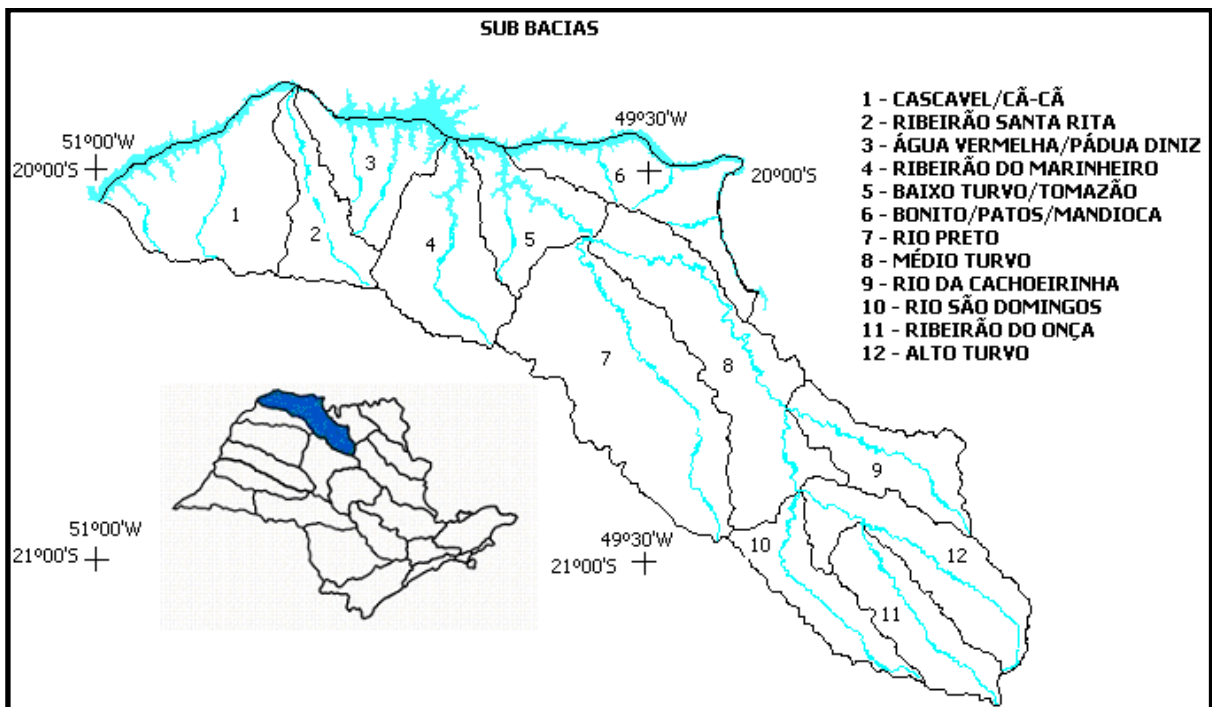 SUB BACIAS
1 - CASCAVEL/CÃ-CÃ
2 - RIBEIRÃO SANTA RITA
3 - ÁGUA VERMELHA/PÁDUA DINIZ
4 - RIBEIRÃO DO MARINHEIRO
5 - BAIXO TURVO/TOMAZÃO
6 - BONITO/PATOS/MANDIOCA
7 - RIO PRETO
8 - MÉDIO TURVO
9 - RIO DA CACHOEIRINHA
10 - RIO SÃO DOMINGOS
11 - RIBEIRÃO DO ONÇA
12 - ALTO TURVO
51º00'W
20º00'S
49º30'W
20º00'S
1
2
3
4
5
6
7
8
9
10
11
12
51º00'W
21º00'S
49º30'W
21º00'S